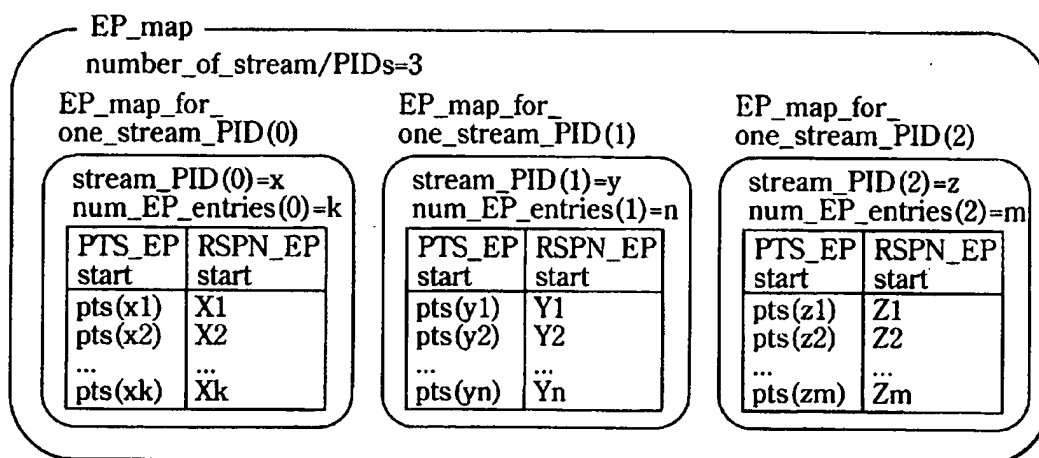 EP_map
number_of_stream/PIDs=3
EP_map_for_
one_stream_PID(0)
stream_PID(0)=x
num_EP_entries(0)=k
PTS_EP RSPN_EP
start start
pts(x1) X1
pts(x2) X2
... ...
pts(xk) Xk
EP_map_for_
one_stream_PID(1)
stream_PID(1)=y
num_EP_entries(1)=n
PTS_EP RSPN_EP
start start
pts(y1) Y1
pts(y2) Y2
... ...
pts(yn) Yn
EP_map_for_
one_stream_PID(2)
stream_PID(2)=z
num_EP_entries(2)=m
PTS_EP RSPN_EP
start start
pts(z1) Z1
pts(z2) Z2
... ...
pts(zm) Zm